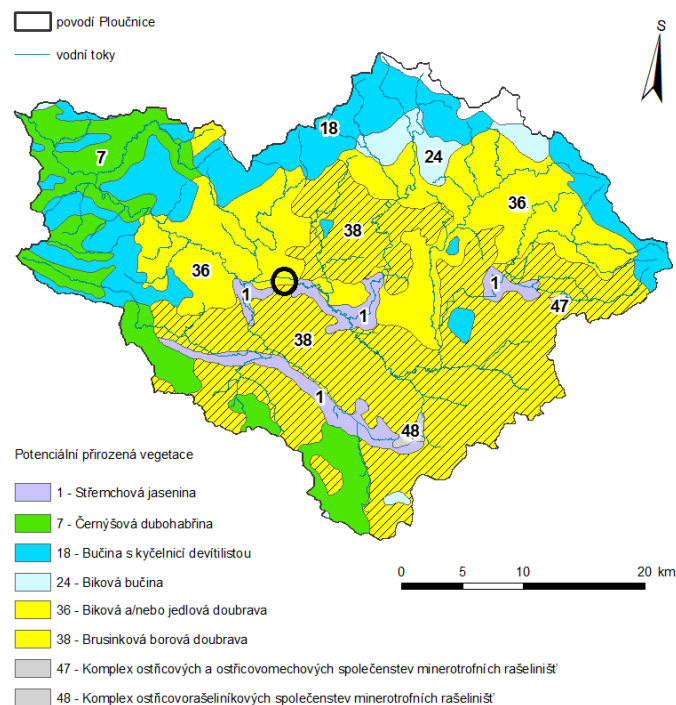 povodí Ploučnice
vodní toky
S
18
7
24
36
38
36
1
1
1
47
38
1
48
Potenciální přirozená vegetace
1 - Střemchová jasenina
7 - Černýšová dubohabřina
18 - Bučina s kyčelnicí devítilistou
24 - Biková bučina
36 - Biková a/nebo jedlová doubrava
38 - Brusinková borová doubrava
47 - Komplex ostřicových a ostřicovomechových společenstev minerotrofních rašelinišť
48 - Komplex ostřicovorašeliníkových společenstev minerotrofních rašelinišť
0 5 10 20 km